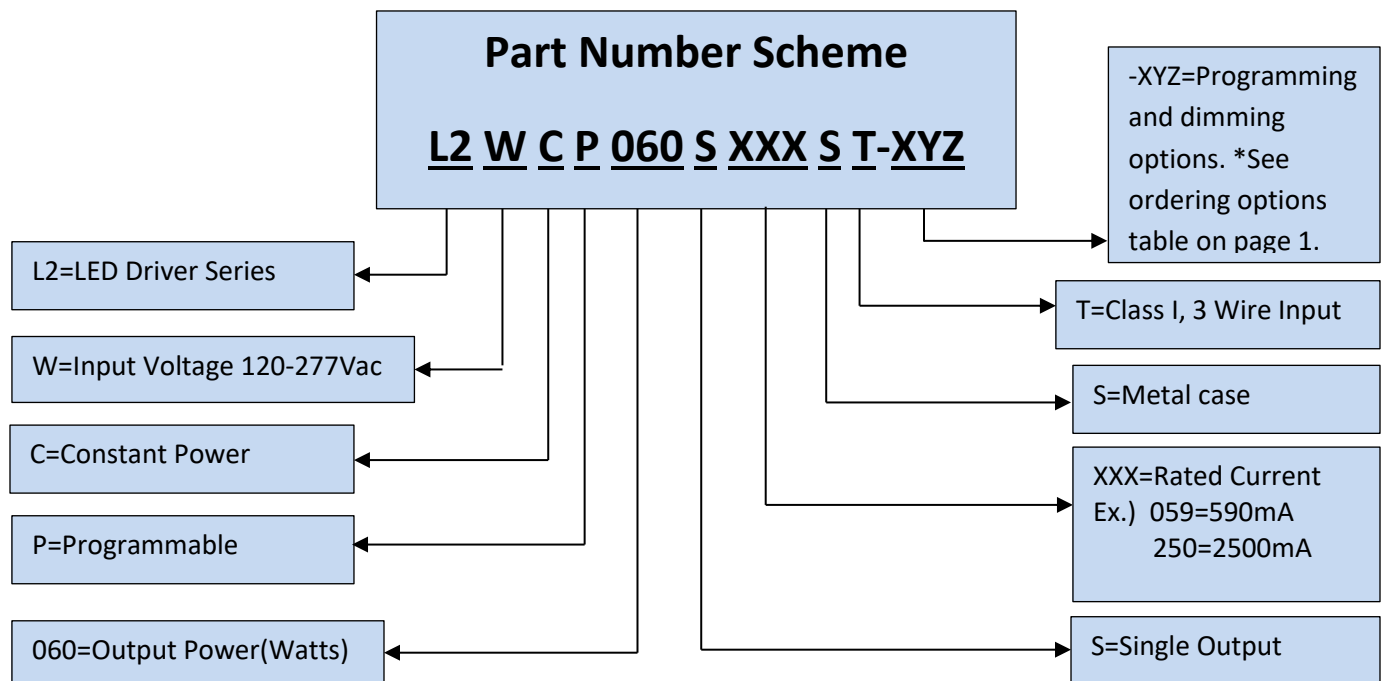 Part Number Scheme
L2 W C P 060 S XXX S T-XYZ
L2=LED Driver Series
W=Input Voltage 120-277Vac
C=Constant Power
P=Programmable
060=Output Power(Watts)
-XYZ=Programming
and dimming
options. *See
ordering options
table on page 1.
T=Class I, 3 Wire Input
S=Metal case
XXX=Rated Current
Ex.) 059=590mA
250=2500mA
S=Single Output